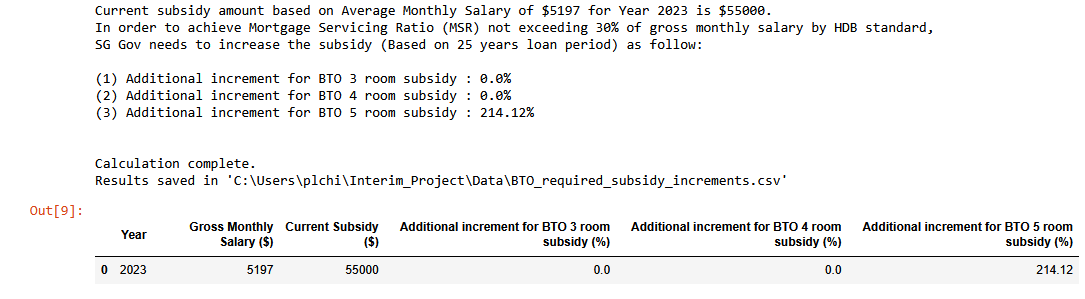 Current subsidy amount based on Average Monthly Salary of $5197 for Year 2023 is $55000.
In order to achieve Mortgage Servicing Ratio (MSR) not exceeding 30% of gross monthly salary by HDB standard,
SG Gov needs to increase the subsidy (Based on 25 years loan period) as follow:
(1) Additional increment for BTO 3 room subsidy : 0.0%
(2) Additional increment for BTO 4 room subsidy : 0.0%
(3) Additional increment for BTO 5 room subsidy : 214.12%
Calculation complete.
Results saved in 'C:\Users\plchi\Interim_Project\Data\BTO_required_subsidy_increments.csv'
Out[9]:
Year Gross Monthly Current Subsidy Additional increment for BTO 3 room Additional increment for BTO 4 room Additional increment for BTO 5 room
Salary ($) ($) subsidy (%) subsidy (%) subsidy (%)
0 2023 5197 55000 0.0 0.0 214.12